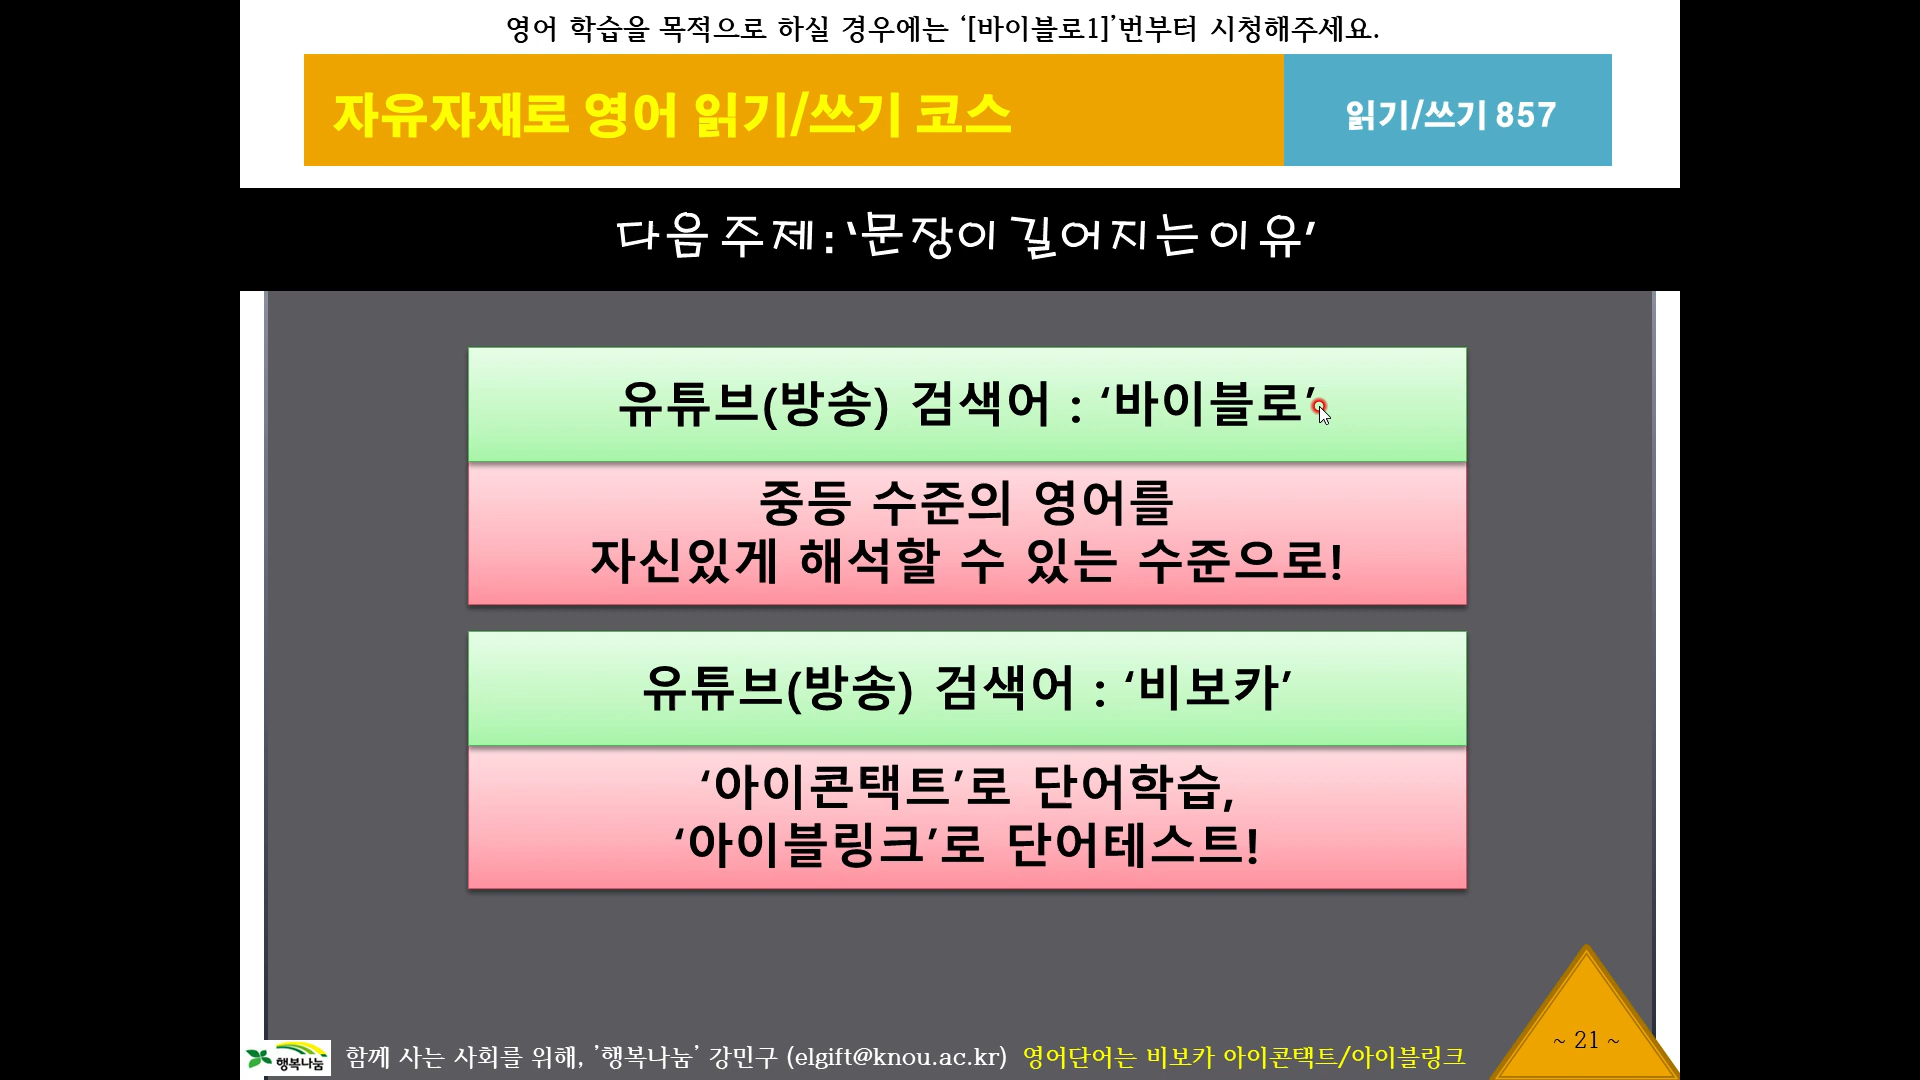 영어 학습을 목적으로 하실 경우에는 ‘[바이블로1]’번부터 시청해주세요.
자유자재로 영어 읽기/쓰기 코스
읽기/쓰기 857
다음 주제 : ‘문장이 길어지는 이유’
유튜브(방송) 검색어 : ‘바이블로’
중등 수준의 영어를
자신있게 해석할 수 있는 수준으로!
유튜브(방송) 검색어 : ‘비보카’
‘아이콘택트’로 단어학습,
‘아이블링크’로 단어테스트!
~ 21 ~
행복나눔
함께 사는 사회를 위해, ’행복나눔’ 강민구 (elgift@knou.ac.kr) 영어단어는 비보카 아이콘택트/아이블링크